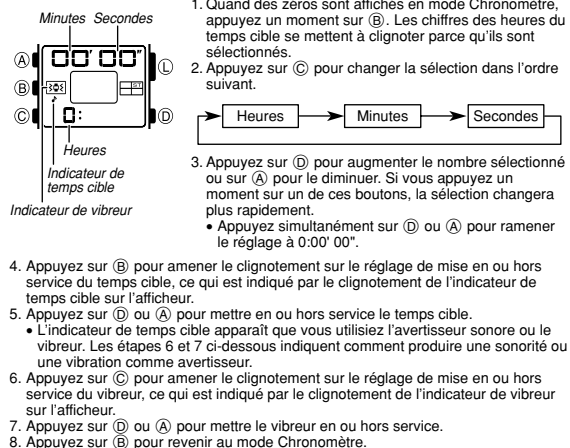 Minutes Secondes
Ⓐ
Ⓑ
Ⓒ
Ⓛ
Ⓓ
00' 00"
ST
0:
Heures
Indicateur de
temps cible
Indicateur de vibreur
1. Quand des zéros sont affichés en mode Chronomètre,
appuyez un moment sur Ⓑ. Les chiffres des heures du
temps cible se mettent à clignoter parce qu'ils sont
sélectionnés.
2. Appuyez sur Ⓒ pour changer la sélection dans l'ordre
suivant.
Heures Minutes Secondes
3. Appuyez sur Ⓓ pour augmenter le nombre sélectionné
ou sur Ⓐ pour le diminuer. Si vous appuyez un
moment sur un de ces boutons, la sélection changera
plus rapidement.
• Appuyez simultanément sur Ⓓ ou Ⓐ pour ramener
le réglage à 0:00' 00".
4. Appuyez sur Ⓑ pour amener le clignotement sur le réglage de mise en ou hors
service du temps cible, ce qui est indiqué par le clignotement de l'indicateur de
temps cible sur l'afficheur.
5. Appuyez sur Ⓓ ou Ⓐ pour mettre en ou hors service le temps cible.
• L'indicateur de temps cible apparaît que vous utilisiez l'avertisseur sonore ou le
vibreur. Les étapes 6 et 7 ci-dessous indiquent comment produire une sonorité ou
une vibration comme avertisseur.
6. Appuyez sur Ⓒ pour amener le clignotement sur le réglage de mise en ou hors
service du vibreur, ce qui est indiqué par le clignotement de l'indicateur de vibreur
sur l'afficheur.
7. Appuyez sur Ⓓ ou Ⓐ pour mettre le vibreur en ou hors service.
8. Appuyez sur Ⓑ pour revenir au mode Chronomètre.